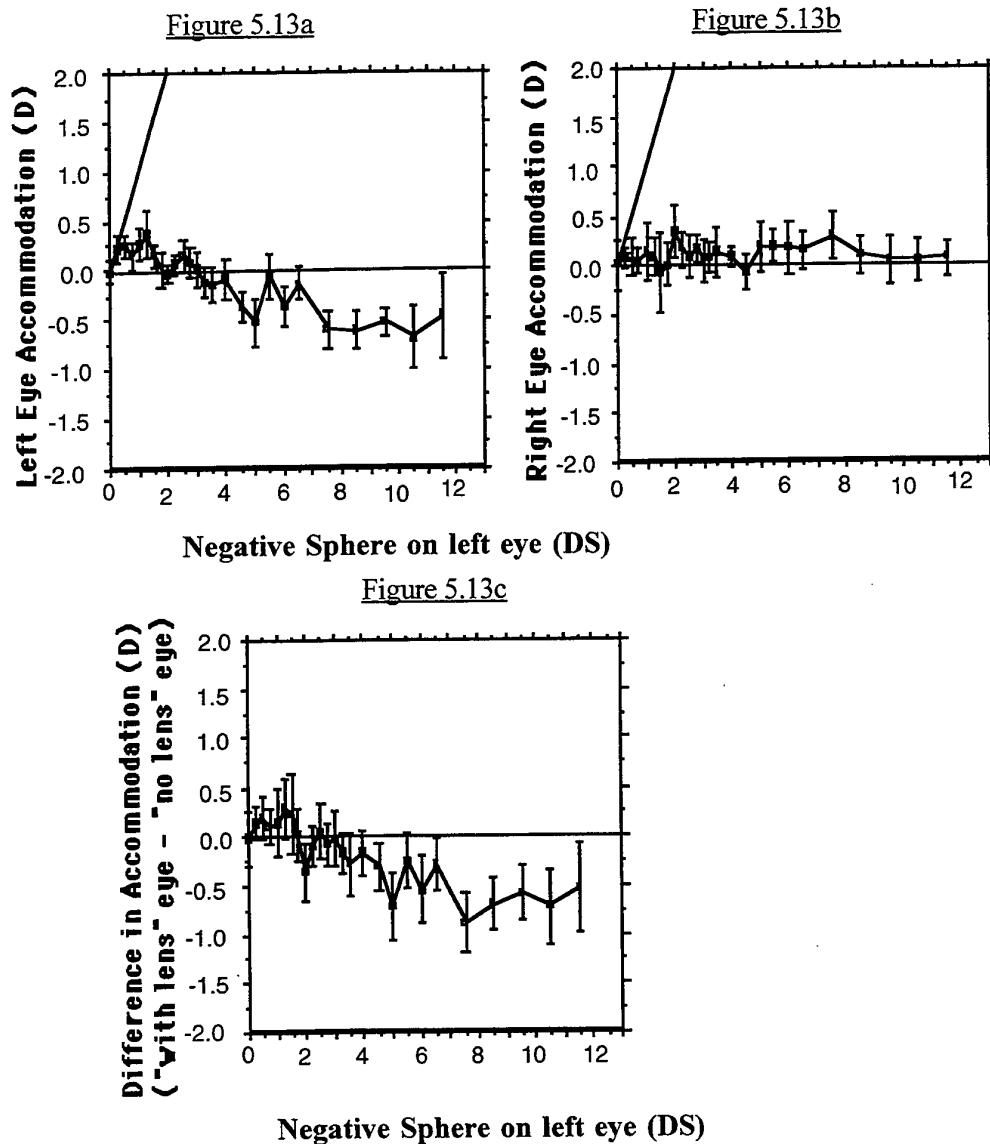 Figure 5.13a
Figure 5.13b
Left Eye Accommodation (D)
2.0
1.5
1.0
0.5
0.0
-0.5
-1.0
-1.5
-2.0
0 2 4 6 8 10 12
Right Eye Accommodation (D)
2.0
1.5
1.0
0.5
0.0
-0.5
-1.0
-1.5
-2.0
0 2 4 6 8 10 12
Negative Sphere on left eye (DS)
Figure 5.13c
Difference in Accommodation (D)
("with lens" eye - "no lens" eye)
2.0
1.5
1.0
0.5
0.0
-0.5
-1.0
-1.5
-2.0
0 2 4 6 8 10 12
Negative Sphere on left eye (DS)